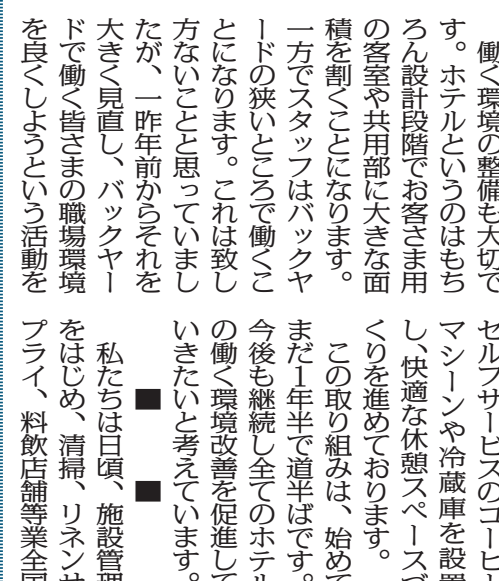 働く環境の整備も大切で
す。ホテルというのはもち
ろん設計段階でお客さま用
の客室や共用部に大きな面
積を割くことになります。
一方でスタッフはバックヤ
ードの狭いところで働くこ
とになります。これは致し
方ないことと思っていまし
たが、一昨年前からそれを
大きく見直し、バックヤー
ドで働く皆さまの職場環境
を良くしようという活動を
セルフサービスのコーヒー
マシーンや冷蔵庫を設置
し、快適な休憩スペースづ
くりを進めております。
この取り組みは、始めて
まだ1年半で道半ばです。
今後も継続し全てのホテル
の働く環境改善を促進して
いきたいと考えています。
■ ■
私たちは日頃、施設管理
をはじめ、清掃、リネンサ
プライ、料飲店舗等業全国